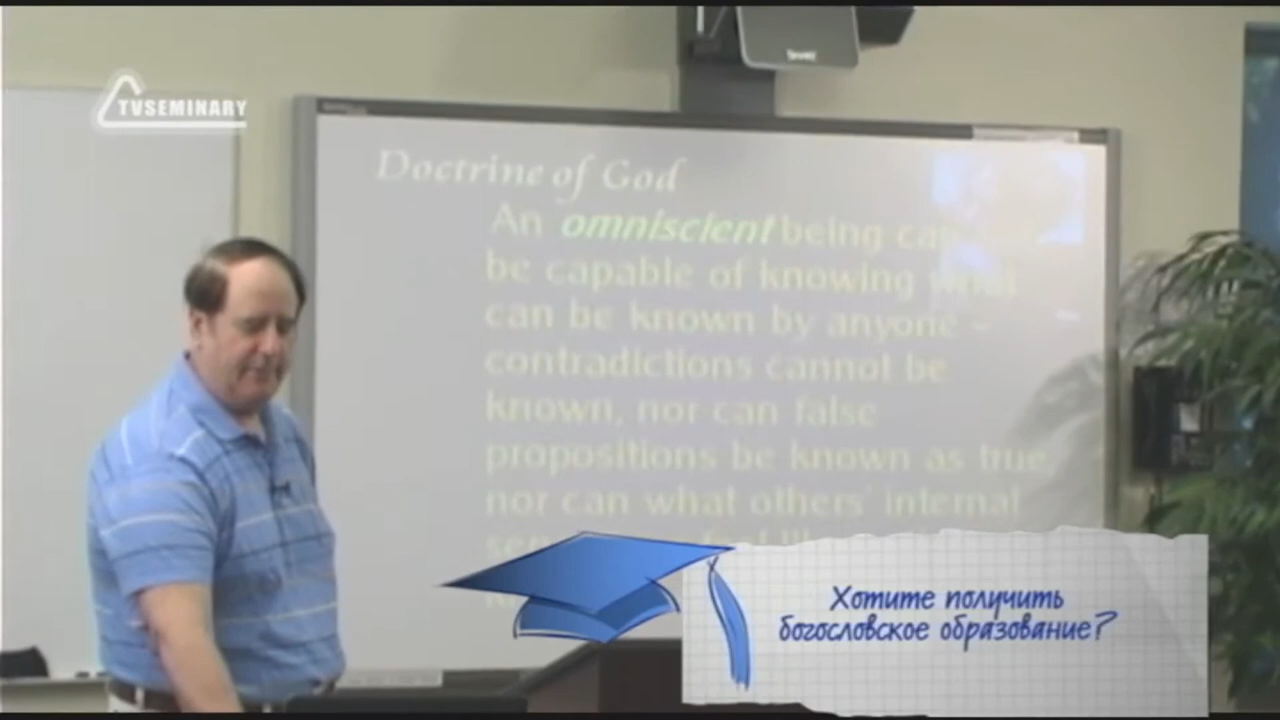 TVSEMINARY
Doctrine of God
An omniscient being
be capable of knowing
can be known by anyone –
contradictions cannot be
known, nor can false
propositions be known as true,
nor can what others' internal
Хотите получить
богословское образование?